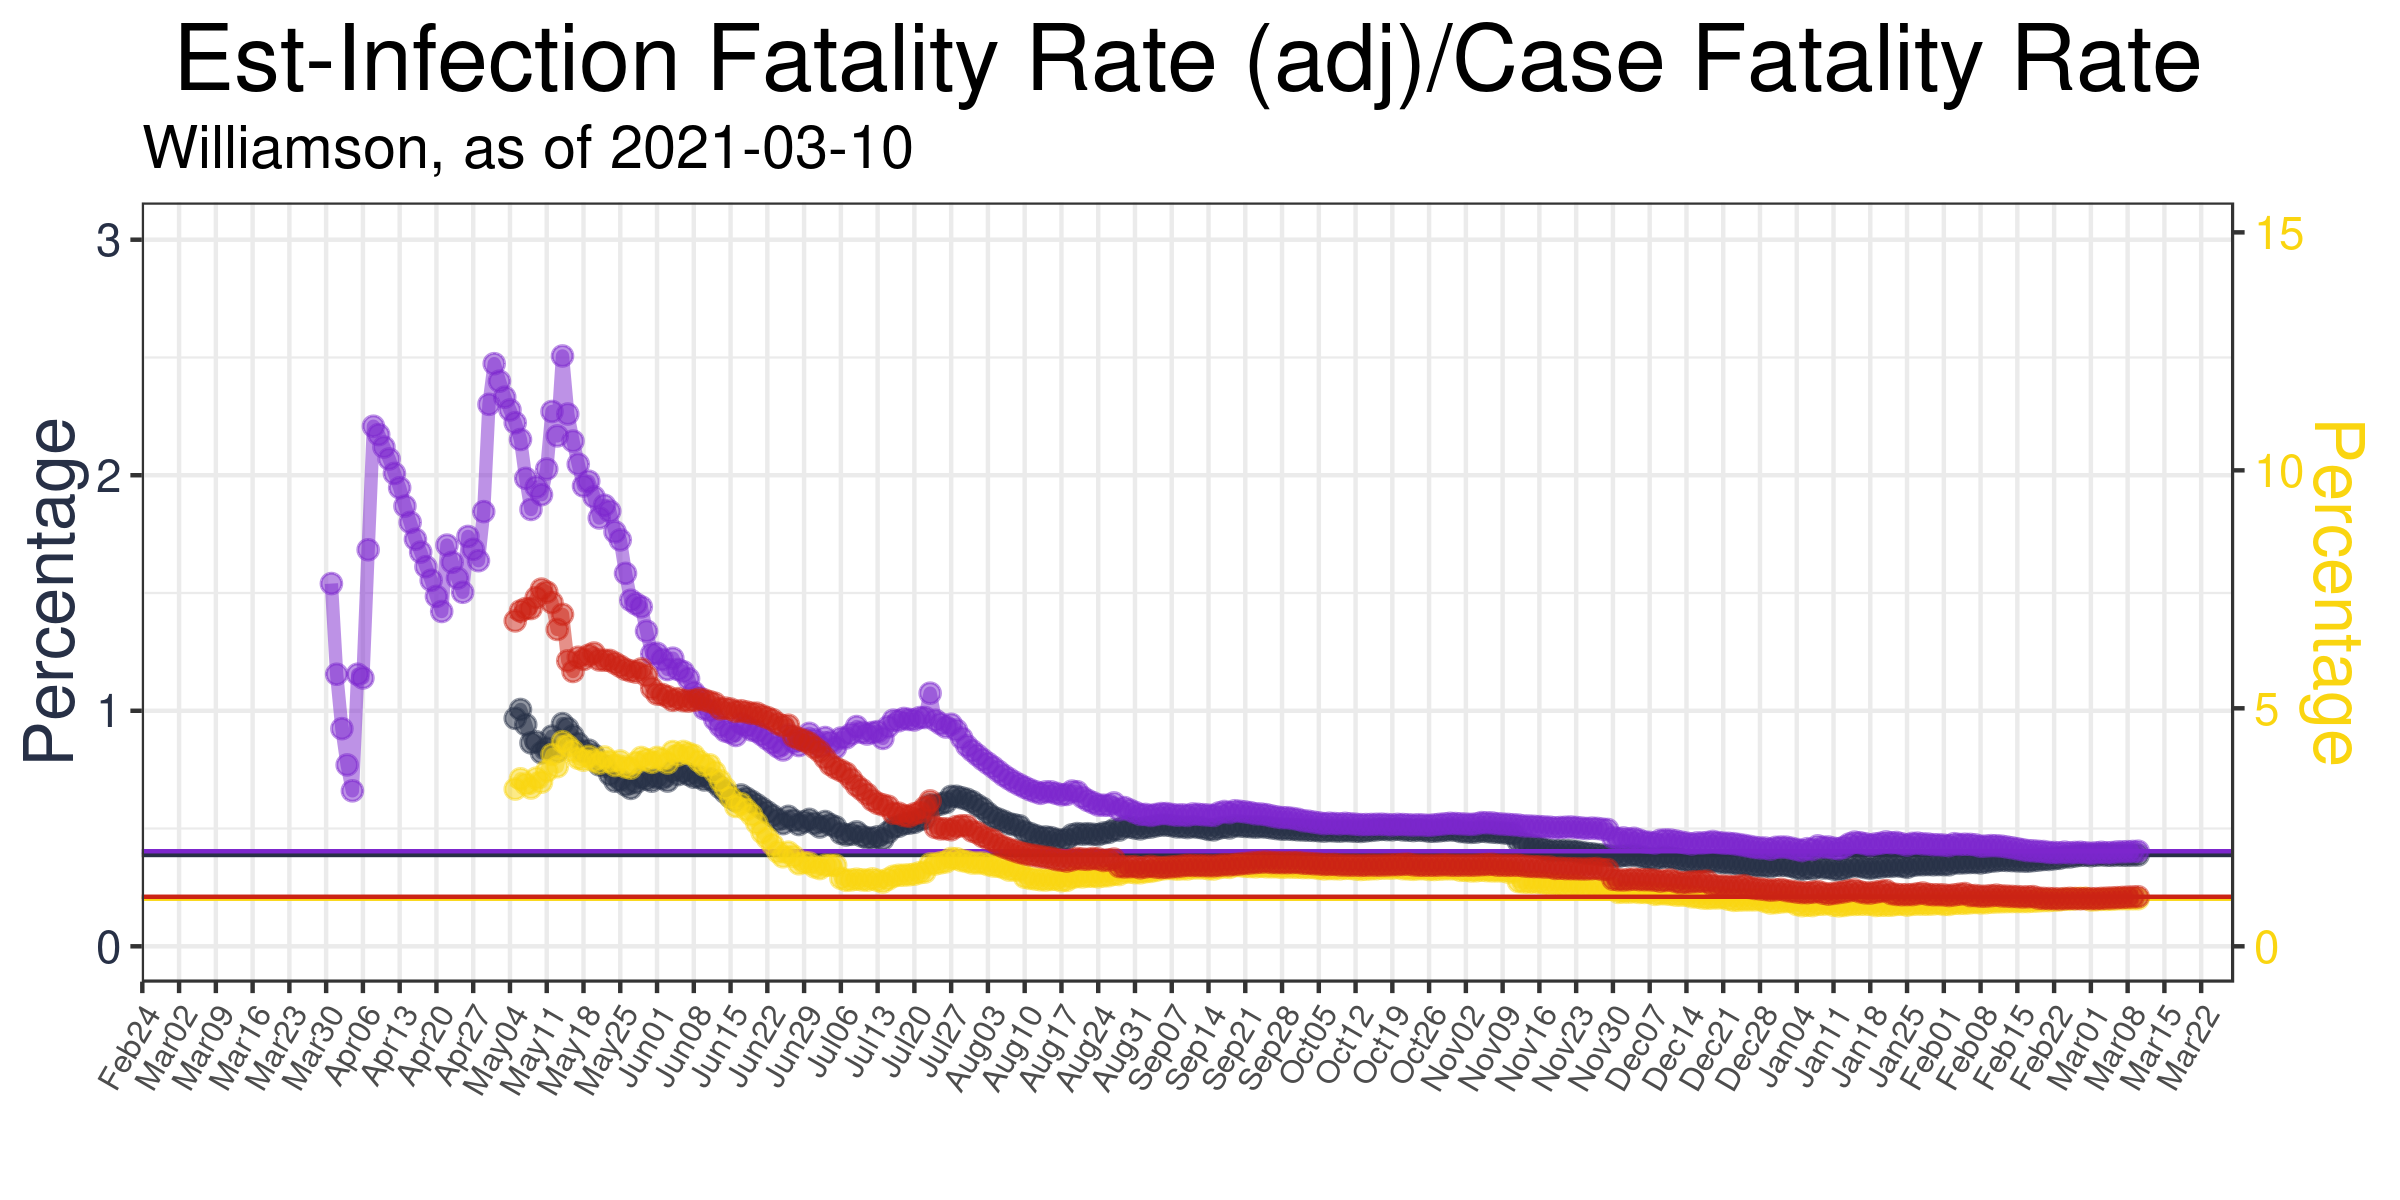 Est-Infection Fatality Rate (adj)/Case Fatality Rate
Williamson, as of 2021-03-10
Percentage
3
2
1
0
15
10
5
0
Percentage
Feb24
Mar02
Mar09
Mar16
Mar23
Mar30
Apr06
Apr13
Apr20
Apr27
May04
May11
May18
May25
Jun01
Jun08
Jun15
Jun22
Jun29
Jul06
Jul13
Jul20
Jul27
Aug03
Aug10
Aug17
Aug24
Aug31
Sep07
Sep14
Sep21
Sep28
Oct05
Oct12
Oct19
Oct26
Nov02
Nov09
Nov16
Nov23
Nov30
Dec07
Dec14
Dec21
Dec28
Jan04
Jan11
Jan18
Jan25
Feb01
Feb08
Feb15
Feb22
Mar01
Mar08
Mar15
Mar22